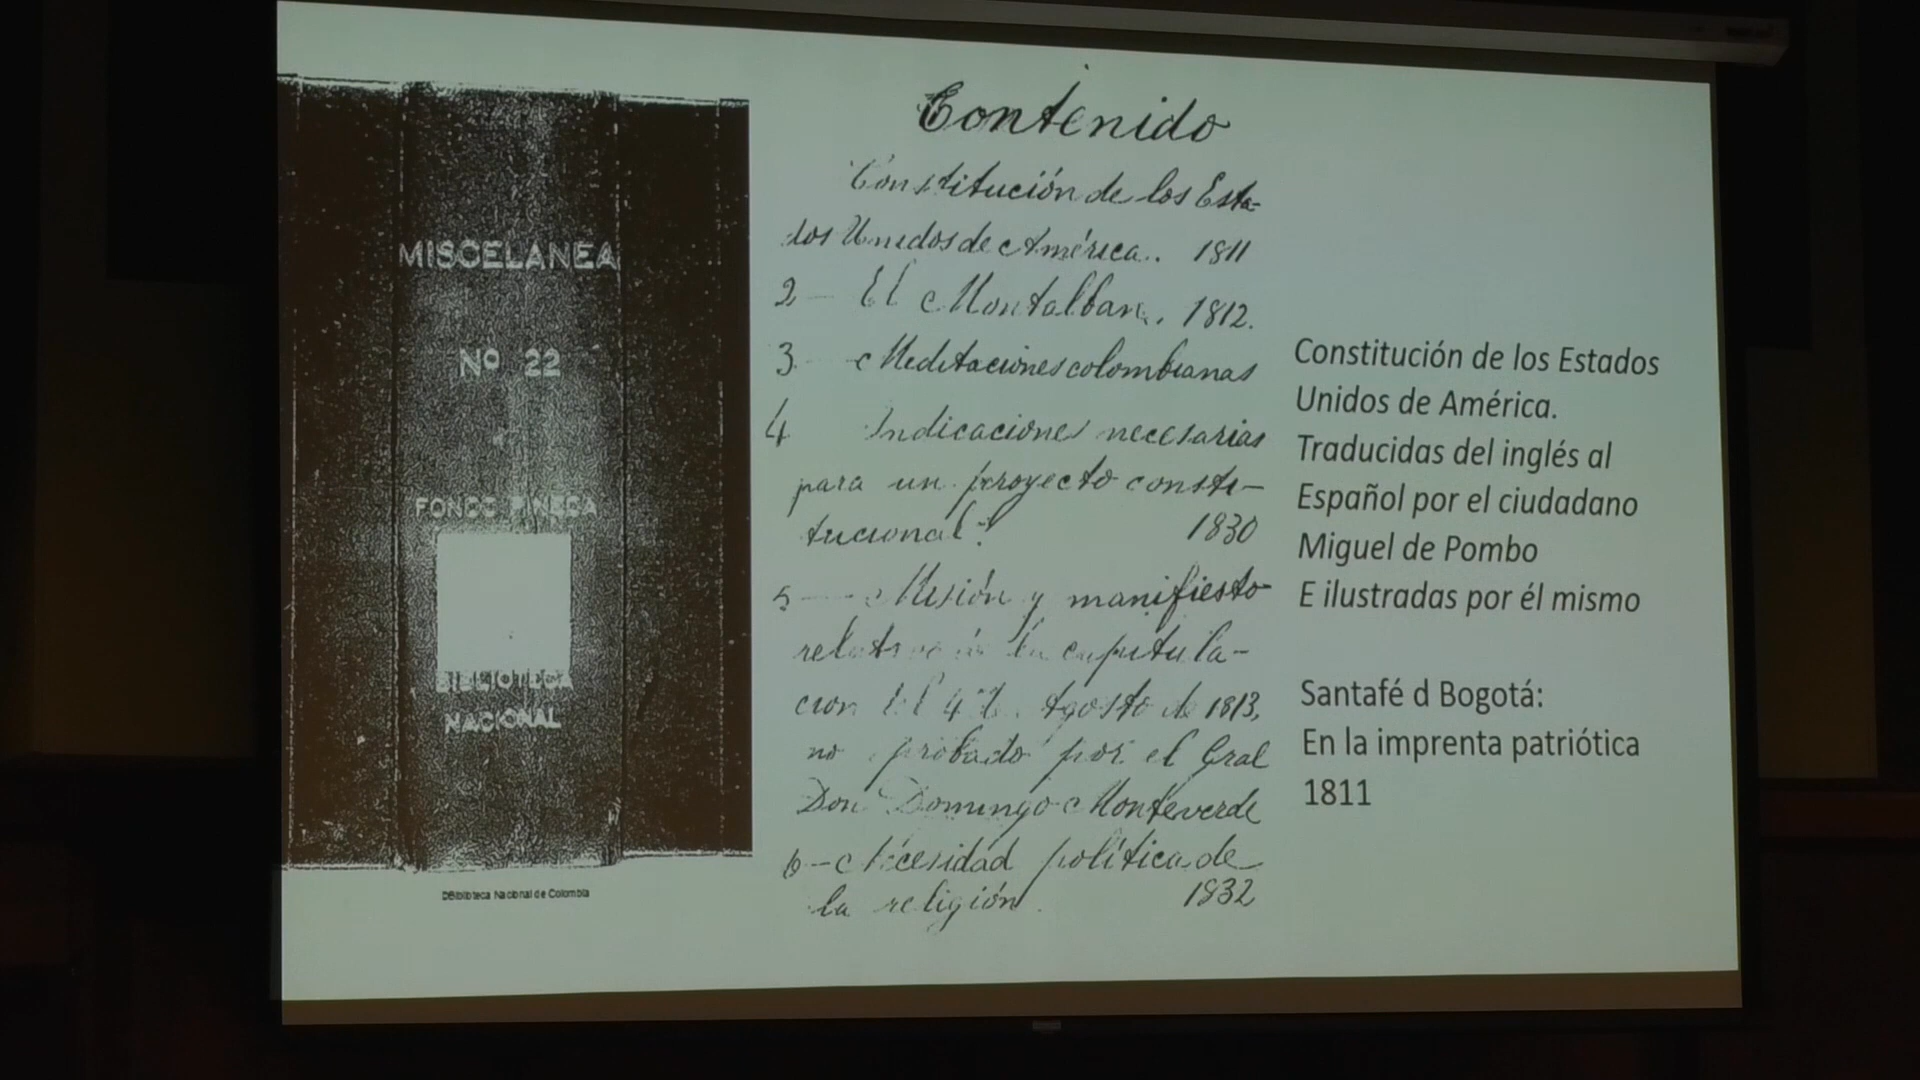 MISCELANEA
Nº 22
FONDO PINEDA
BIBLIOTECA
NACIONAL
Biblioteca Nacional de Colombia
Contenido
Constitución de los Esta-
dos Unidos de América.. 1811
2 - El Montalban, 1812.
3 - Meditaciones colombianas
4 Indicaciones necesarias
para un proyecto consti-
tucional. 1830
5 - Misión y manifiesto
la capitula-
cion Agosto de 1813,
no probado por el Gral
Don Domingo Monteverde
6 - Necesidad política de
la religión. 1832
Constitución de los Estados
Unidos de América.
Traducidas del inglés al
Español por el ciudadano
Miguel de Pombo
E ilustradas por él mismo
Santafé d Bogotá:
En la imprenta patriótica
1811